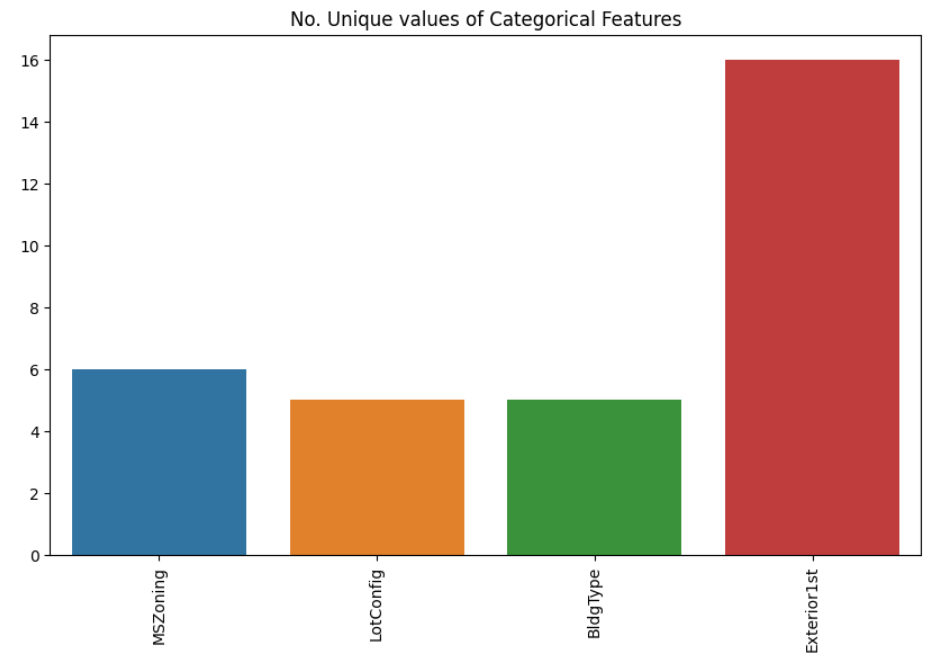 No. Unique values of Categorical Features
16
14
12
10
8
6
4
2
0
MSZoning
LotConfig
BldgType
Exterior1st